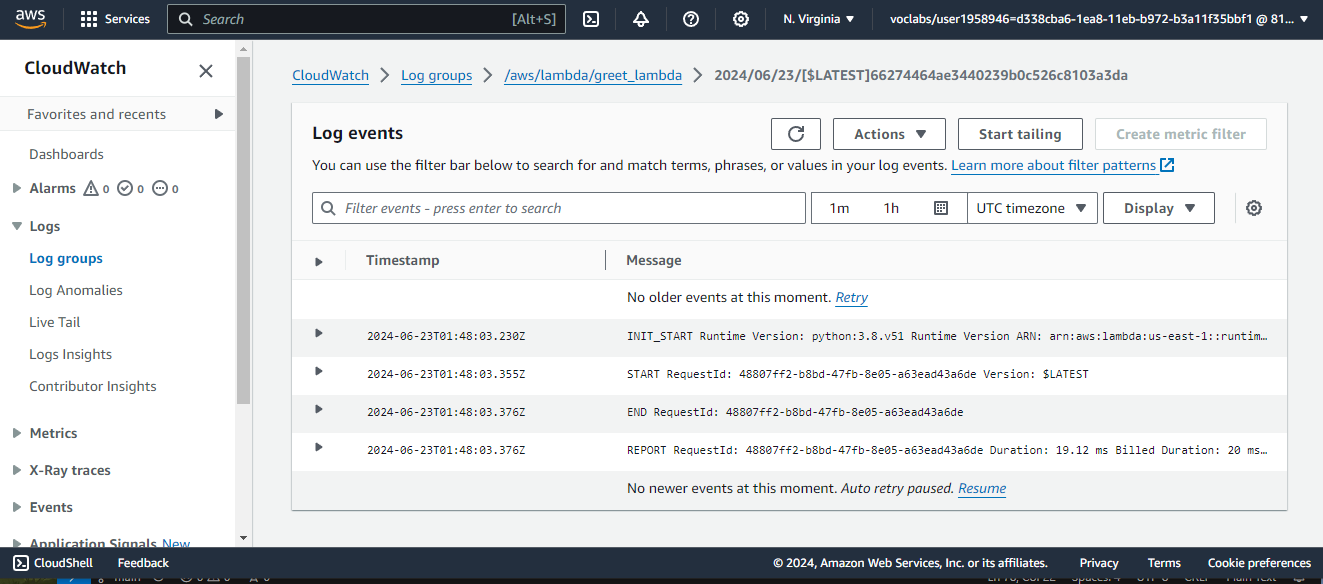 aws Services Search [Alt+S] N. Virginia voclabs/user1958946=d338cba6-1ea8-11eb-b972-b3a11f35bbf1 @ 81...
CloudWatch
Favorites and recents
Dashboards
Alarms 0 0 0
Logs
Log groups
Log Anomalies
Live Tail
Logs Insights
Contributor Insights
Metrics
X-Ray traces
Events
Application Signals New
CloudWatch Log groups /aws/lambda/greet_lambda 2024/06/23/[$LATEST]66274464ae3440239b0c526c8103a3da
Log events
Actions Start tailing Create metric filter
You can use the filter bar below to search for and match terms, phrases, or values in your log events. Learn more about filter patterns
Filter events - press enter to search 1m 1h UTC timezone Display
Timestamp Message
No older events at this moment. Retry
2024-06-23T01:48:03.230Z INIT_START Runtime Version: python:3.8.v51 Runtime Version ARN: arn:aws:lambda:us-east-1::runtim…
2024-06-23T01:48:03.355Z START RequestId: 48807ff2-b8bd-47fb-8e05-a63ead43a6de Version: $LATEST
2024-06-23T01:48:03.376Z END RequestId: 48807ff2-b8bd-47fb-8e05-a63ead43a6de
2024-06-23T01:48:03.376Z REPORT RequestId: 48807ff2-b8bd-47fb-8e05-a63ead43a6de Duration: 19.12 ms Billed Duration: 20 ms…
No newer events at this moment. Auto retry paused. Resume
CloudShell Feedback © 2024, Amazon Web Services, Inc. or its affiliates. Privacy Terms Cookie preferences